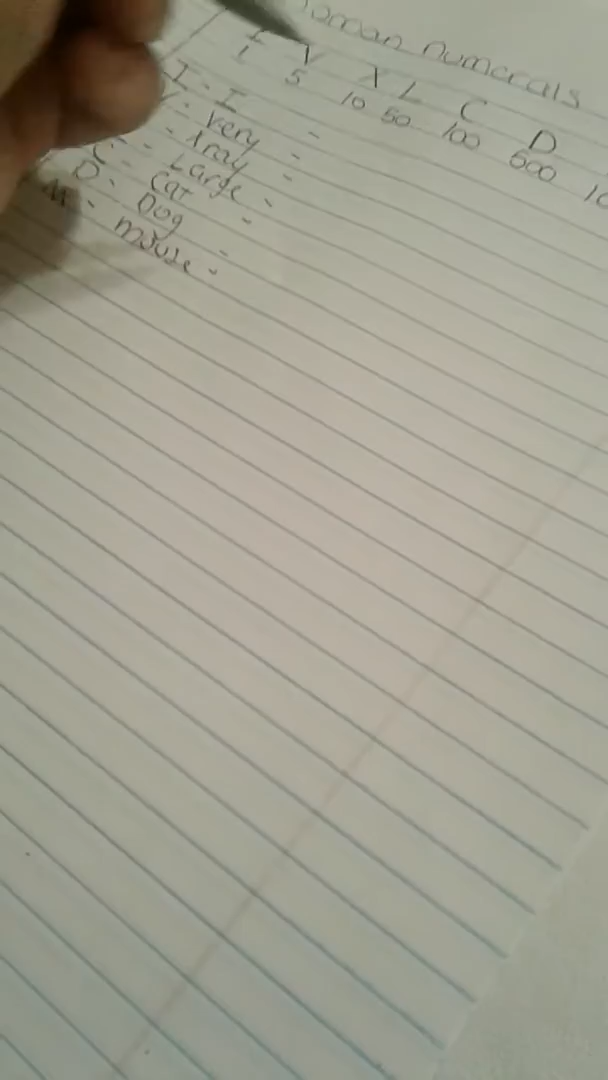 Roman numerals
I V X L C D
1 5 10 50 100 500
I - I -
V - Very -
- Xray -
- Large -
C - Cat -
D - Dog -
M - Mouse -